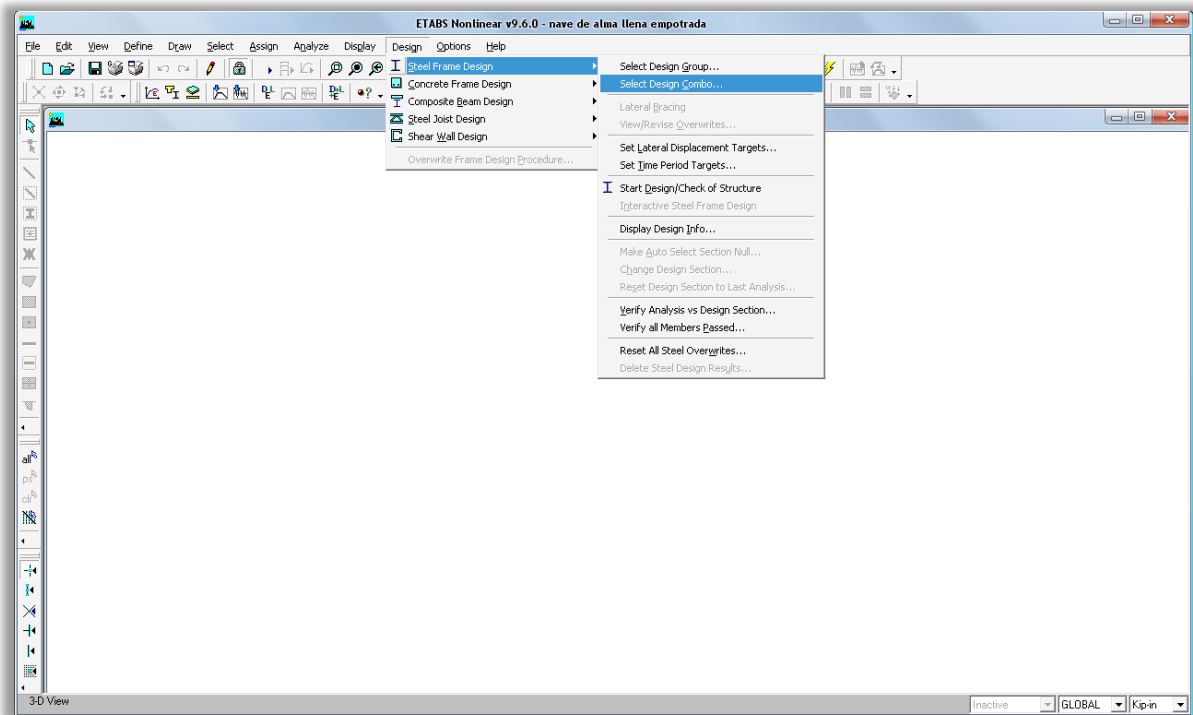 ETABS Nonlinear v9.6.0 - nave de alma llena empotrada
File Edit View Define Draw Select Assign Analyze Display Design Options Help
Steel Frame Design
Concrete Frame Design
Composite Beam Design
Steel Joist Design
Shear Wall Design
Overwrite Frame Design Procedure...
Select Design Group...
Select Design Combo...
Lateral Bracing
View/Revise Overwrites...
Set Lateral Displacement Targets...
Set Time Period Targets...
Start Design/Check of Structure
Interactive Steel Frame Design
Display Design Info...
Make Auto Select Section Null...
Change Design Section...
Reset Design Section to Last Analysis...
Verify Analysis vs Design Section...
Verify all Members Passed...
Reset All Steel Overwrites...
Delete Steel Design Results...
all
ps
clr
3-D View
Inactive
GLOBAL
Kip-in